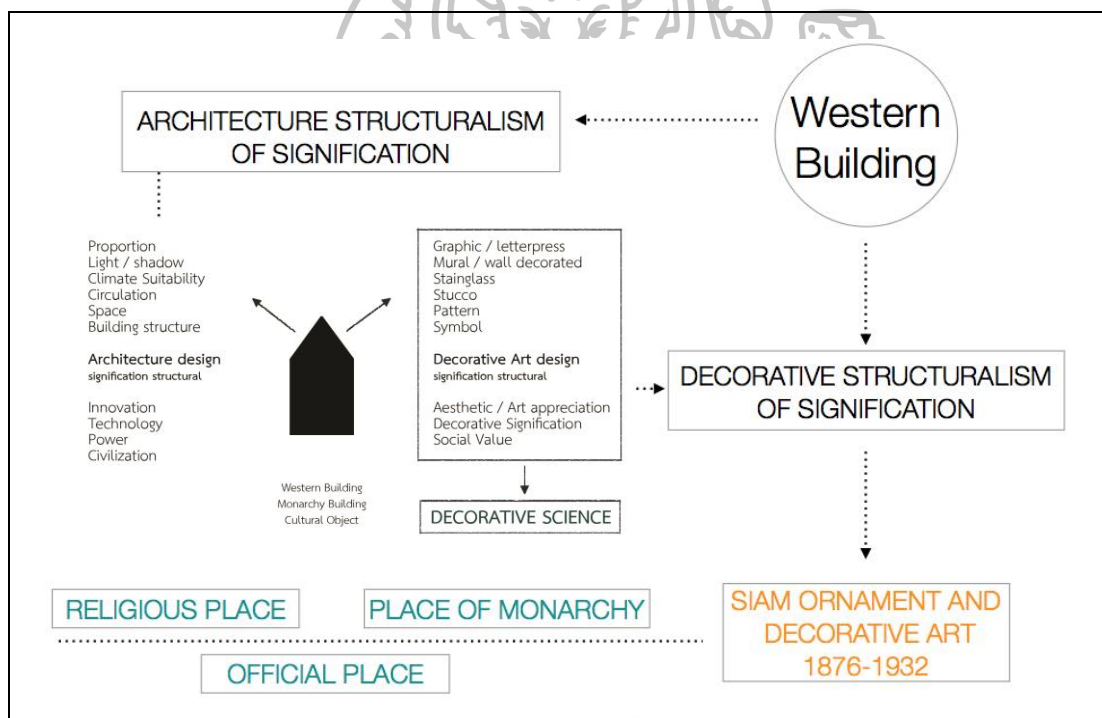 ARCHITECTURE STRUCTURALISM
OF SIGNIFICATION
Western
Building
Proportion
Light / shadow
Climate Suitability
Circulation
Space
Building structure
Architecture design
signification structural
Innovation
Technology
Power
Civilization
Western Building
Monarchy Building
Cultural Object
Graphic / letterpress
Mural / wall decorated
Stainglass
Stucco
Pattern
Symbol
Decorative Art design
signification structural
Aesthetic / Art appreciation
Decorative Signification
Social Value
DECORATIVE SCIENCE
DECORATIVE STRUCTURALISM
OF SIGNIFICATION
RELIGIOUS PLACE
PLACE OF MONARCHY
OFFICIAL PLACE
SIAM ORNAMENT AND
DECORATIVE ART
1876-1932